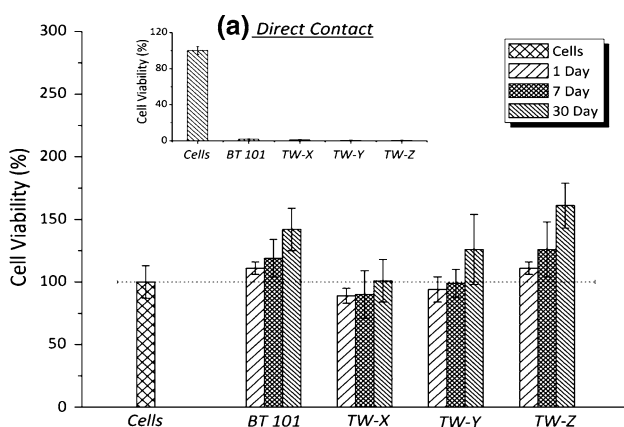 (a) Direct Contact
Cell Viability (%)
120
80
40
0
Cells BT 101 TW-X TW-Y TW-Z
Cells
1 Day
7 Day
30 Day
Cell Viability (%)
300
250
200
150
100
50
0
Cells BT 101 TW-X TW-Y TW-Z